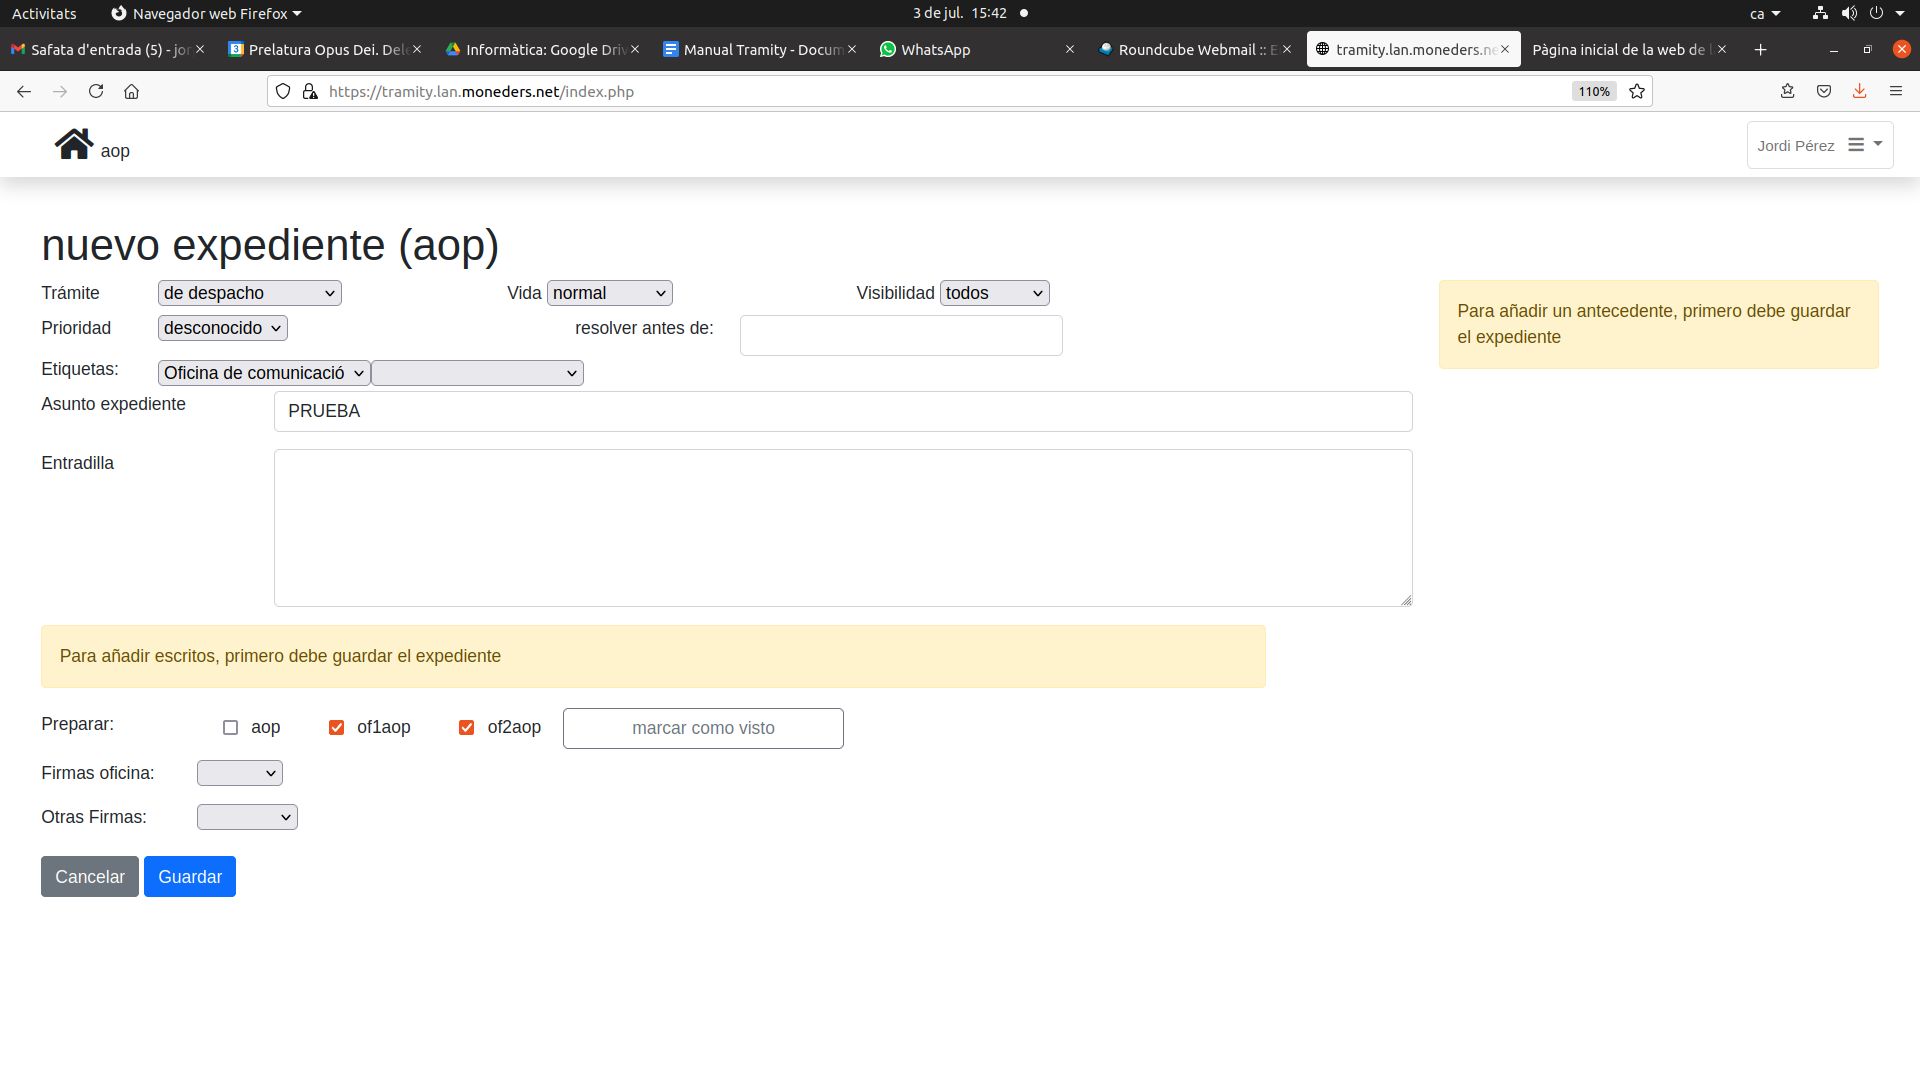 Activitats
Navegador web Firefox
3 de jul. 15:42
ca
Safata d'entrada (5) - jor
Prelatura Opus Dei. Dele
Informàtica: Google Driv
Manual Tramity - Docum
WhatsApp
Roundcube Webmail :: E
tramity.lan.moneders.ne
Pàgina inicial de la web de l
https://tramity.lan.moneders.net/index.php
110%
aop
Jordi Pérez
nuevo expediente (aop)
Trámite
de despacho
Vida
normal
Visibilidad
todos
Para añadir un antecedente, primero debe guardar
el expediente
Prioridad
desconocido
resolver antes de:
Etiquetas:
Oficina de comunicació
Asunto expediente
PRUEBA
Entradilla
Para añadir escritos, primero debe guardar el expediente
Preparar:
aop
of1aop
of2aop
marcar como visto
Firmas oficina:
Otras Firmas:
Cancelar
Guardar